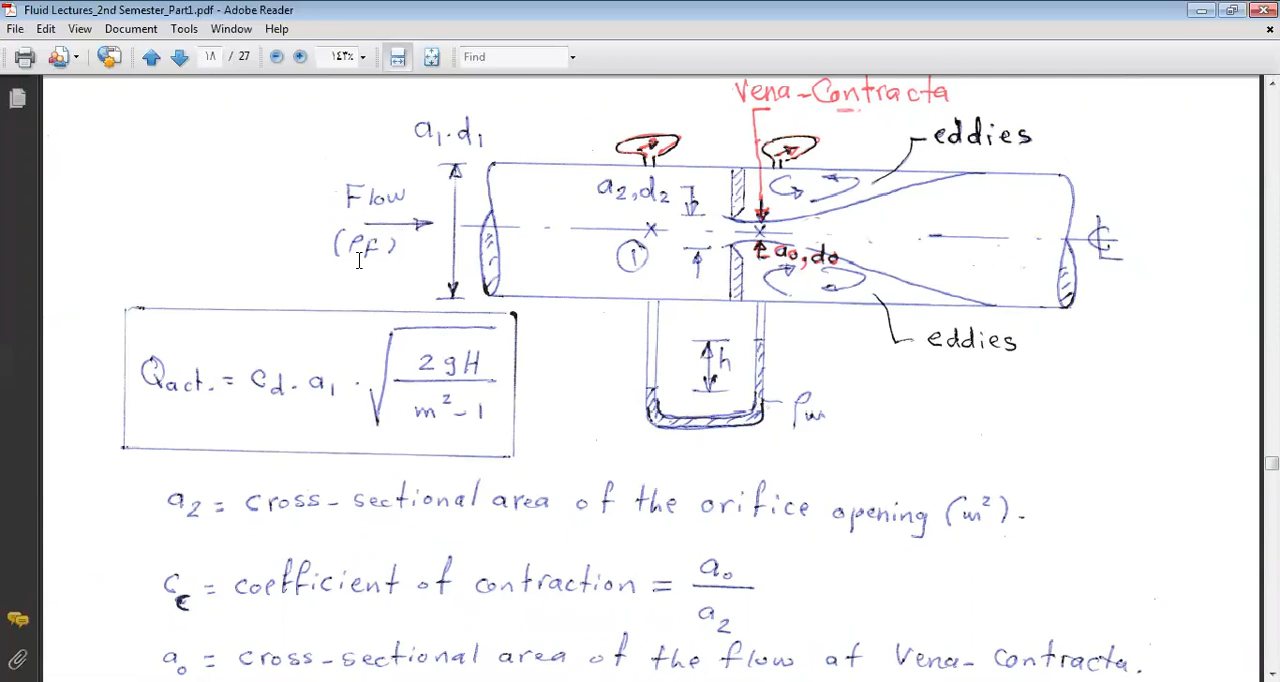 Fluid Lectures_2nd Semester_Part1.pdf - Adobe Reader
File Edit View Document Tools Window Help
١٨ / 27 ١٤٣% Find
Vena-Contracta
a1.d1
eddies
Flow
(ρF)
a2,d2
1
a0,d0
℄
h
eddies
ρm
Qact. = Cd . a1 . √(2gH / m² - 1)
a2 = cross-sectional area of the orifice opening (m²).
Cc = coefficient of contraction = a0 / a2
a0 = cross-sectional area of the flow at Vena-Contracta.